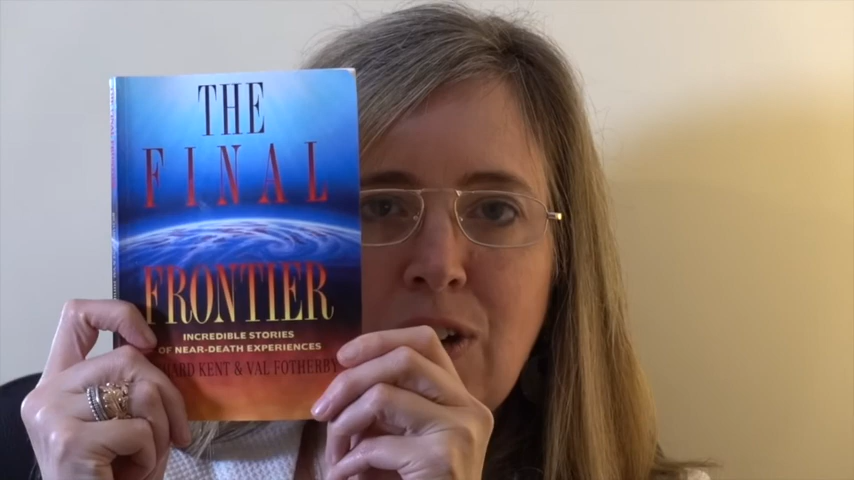 THE
FINAL
FRONTIER
INCREDIBLE STORIES
OF NEAR-DEATH EXPERIENCES
KENT & VAL FOTHERBY